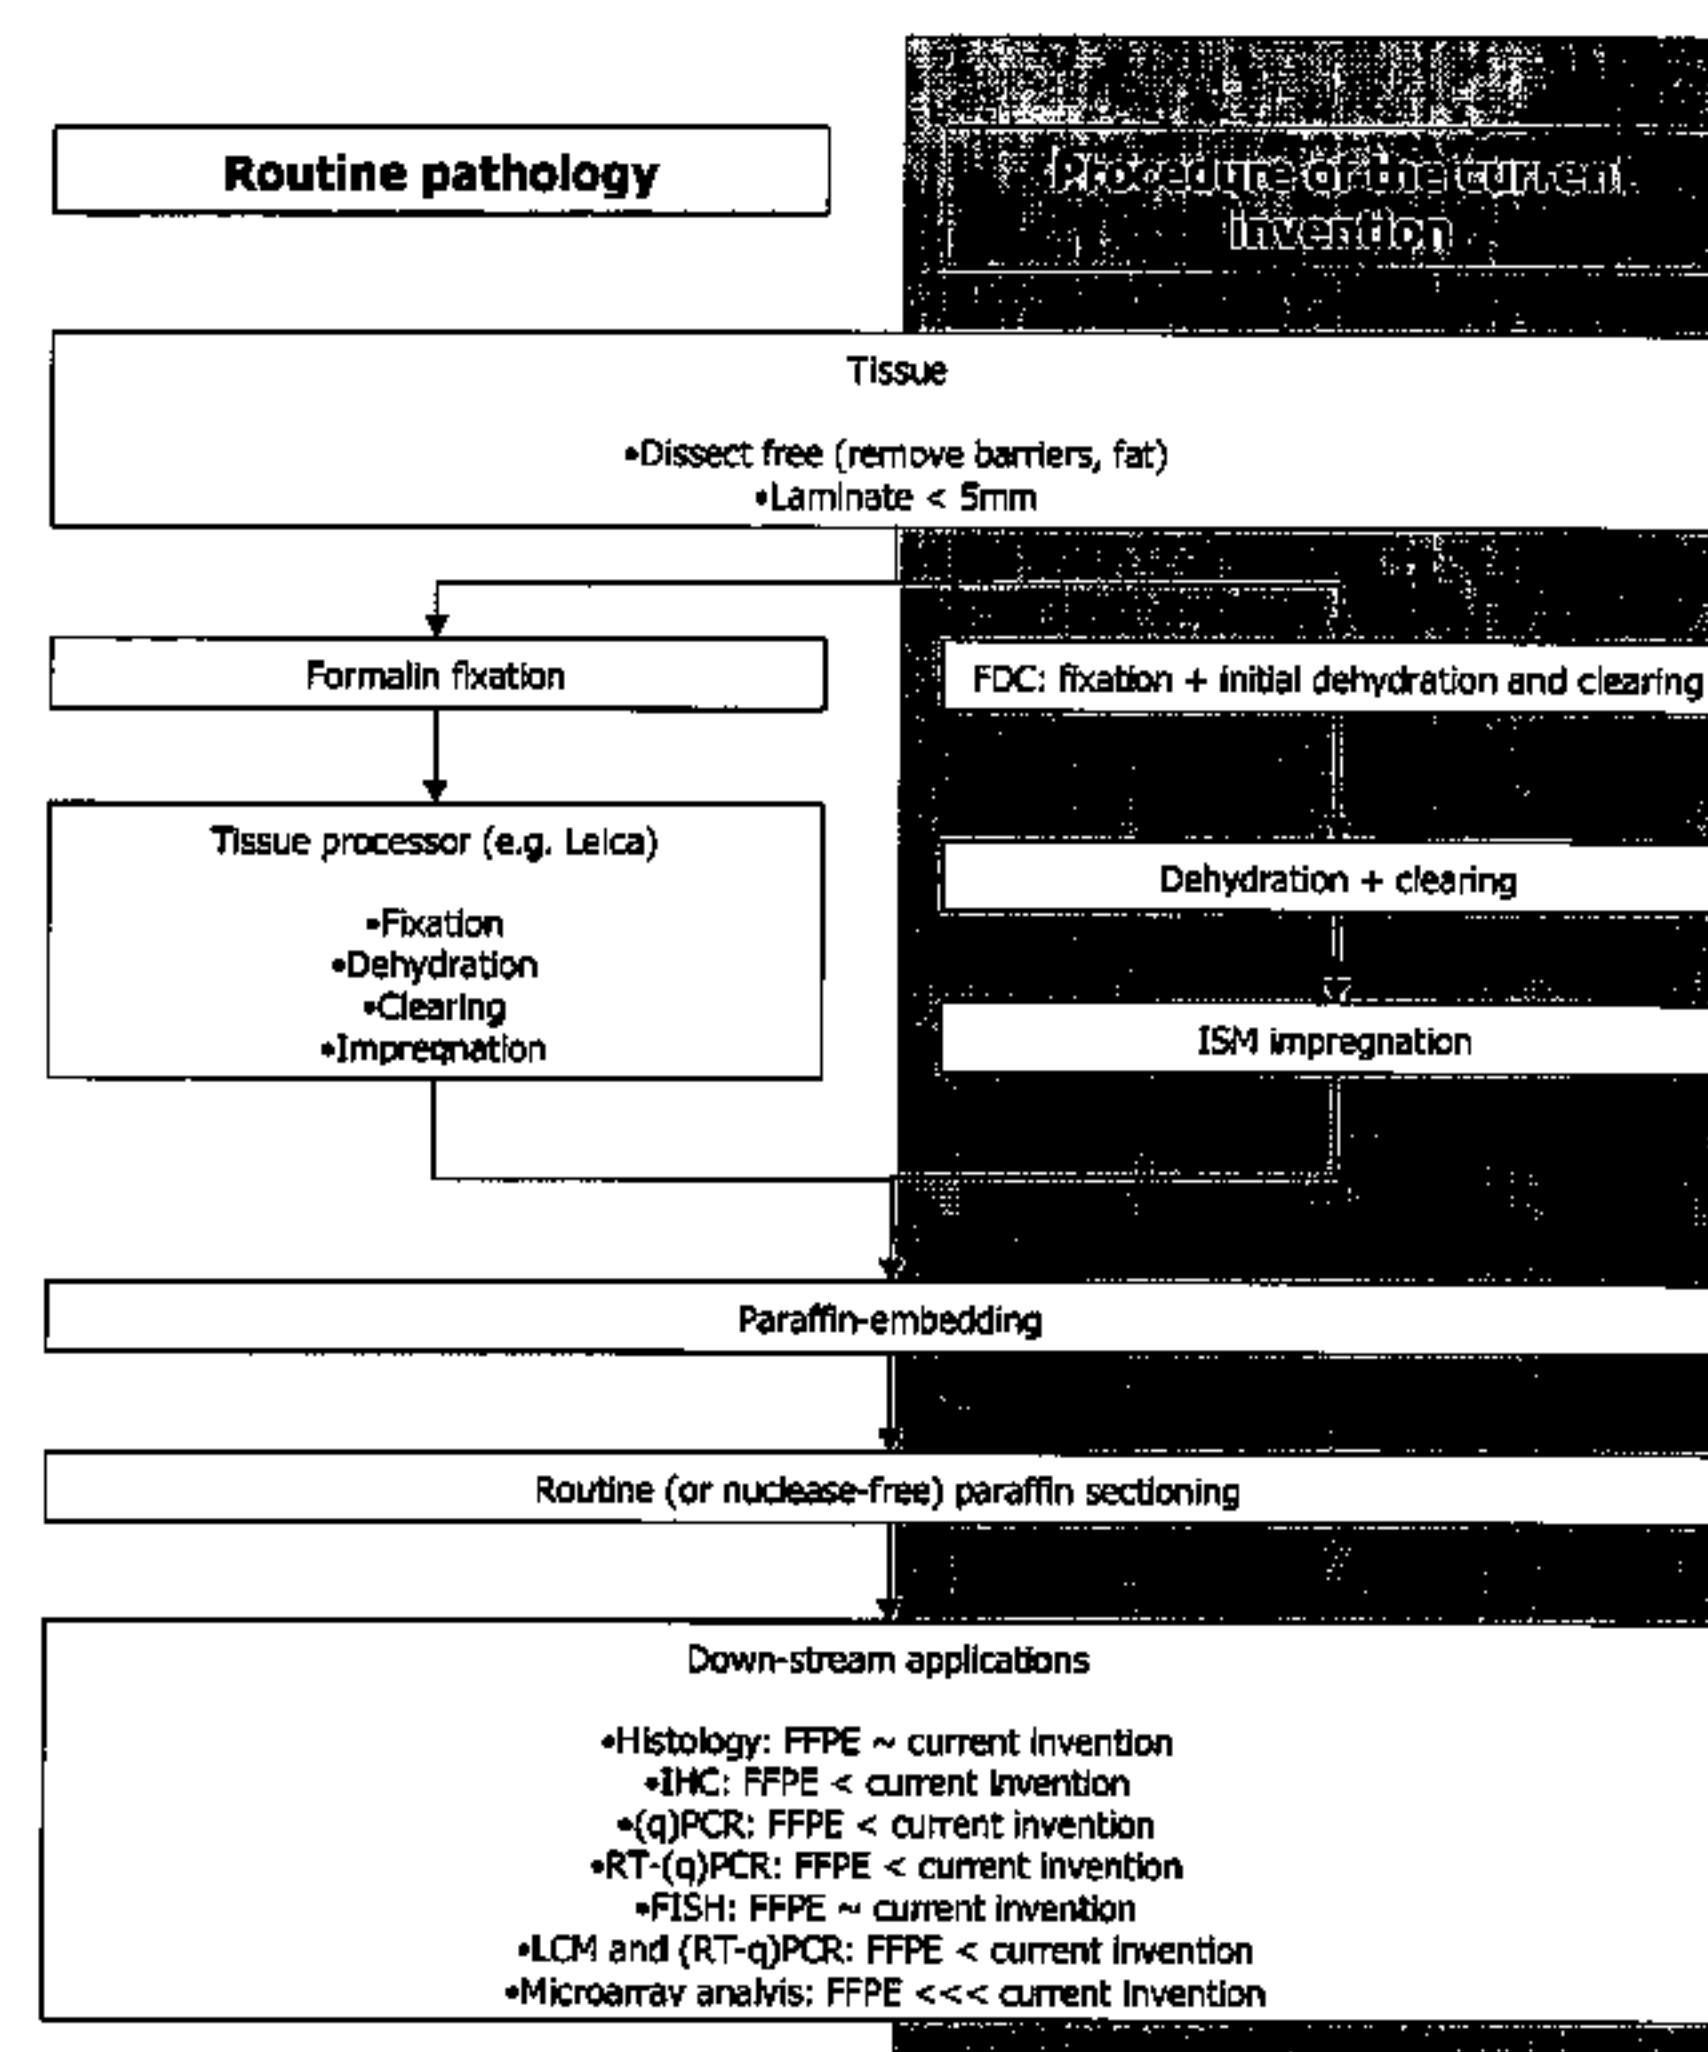 Routine pathology
Procedure of the current
invention
Tissue
•Dissect free (remove barriers, fat)
•Laminate < 5mm
Formalin fixation
FDC: fixation + initial dehydration and clearing
Tissue processor (e.g. Leica)
•Fixation
•Dehydration
•Clearing
•Impregnation
Dehydration + clearing
ISM impregnation
Paraffin-embedding
Routine (or nuclease-free) paraffin sectioning
Down-stream applications
•Histology: FFPE ~ current invention
•IHC: FFPE < current invention
•(q)PCR: FFPE < current invention
•RT-(q)PCR: FFPE < current invention
•FISH: FFPE ~ current invention
•LCM and (RT-q)PCR: FFPE < current invention
•Microarray analyis: FFPE <<< current invention